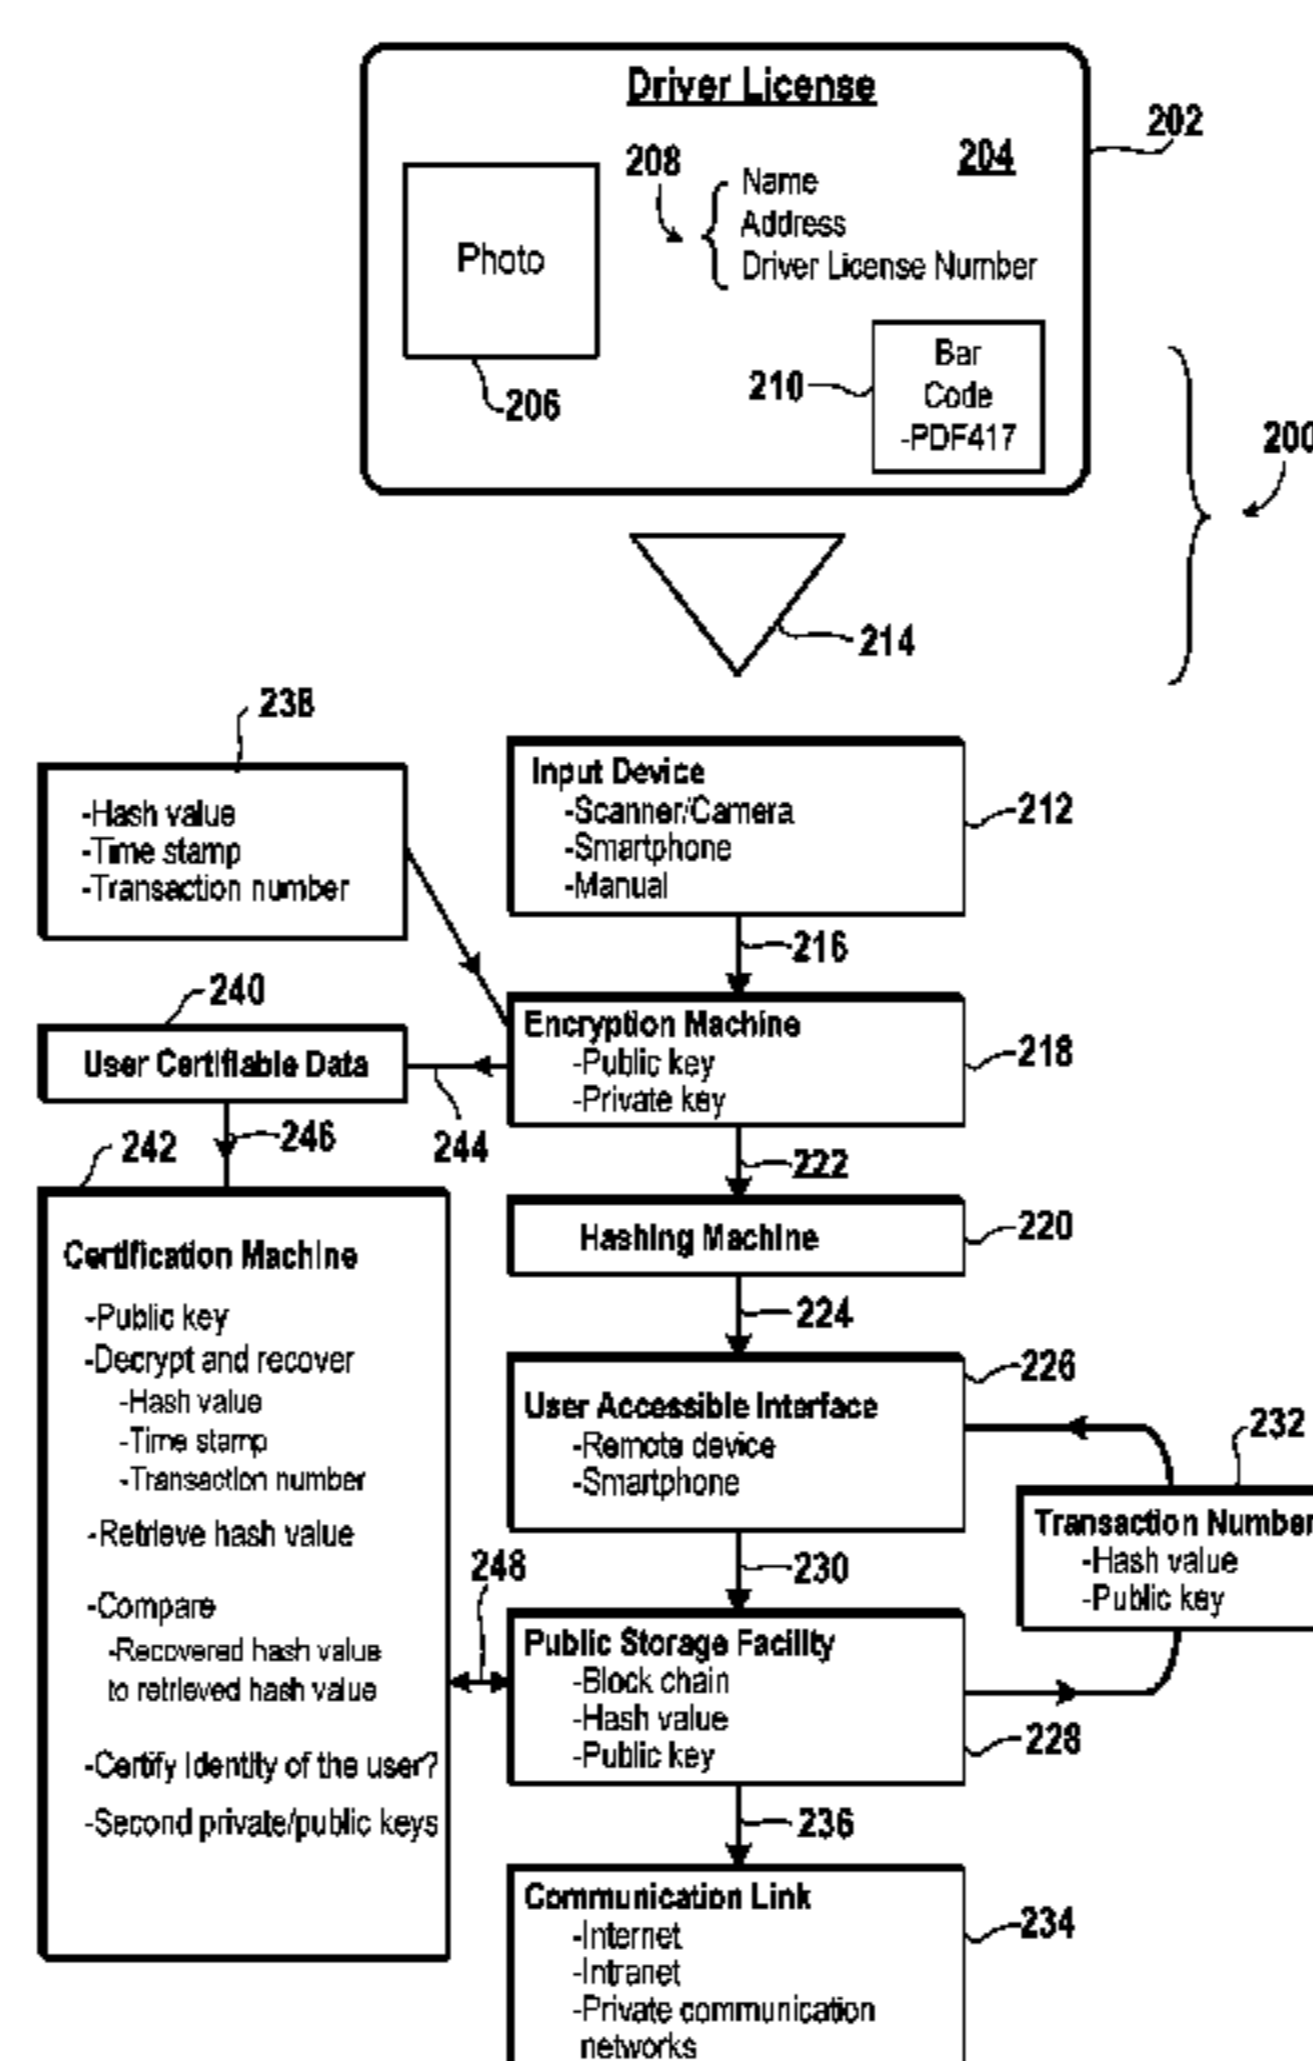 Driver License
202
204
208
Name
Address
Driver License Number
Photo
206
210
Bar
Code
-PDF417
200
214
238
-Hash value
-Time stamp
-Transaction number
Input Device
-Scanner/Camera
-Smartphone
-Manual
212
216
240
User Certifiable Data
244
Encryption Machine
-Public key
-Private key
218
246
242
222
Hashing Machine
220
224
Certification Machine
-Public key
-Decrypt and recover
-Hash value
-Time stamp
-Transaction number
-Retrieve hash value
-Compare
-Recovered hash value
to retrieved hash value
-Certify Identity of the user?
-Second private/public keys
User Accessible Interface
-Remote device
-Smartphone
226
232
Transaction Number
-Hash value
-Public key
230
248
Public Storage Facility
-Block chain
-Hash value
-Public key
228
236
Communication Link
-Internet
-Intranet
-Private communication
networks
234